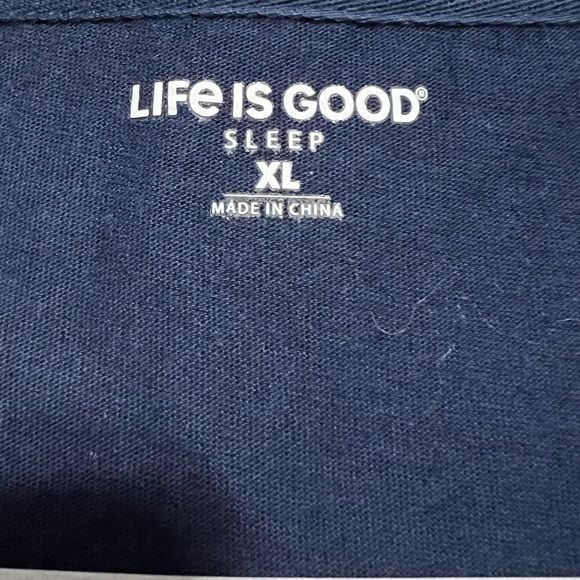 LIFe IS GOOD®
SLEEP
XL
MADE IN CHINA